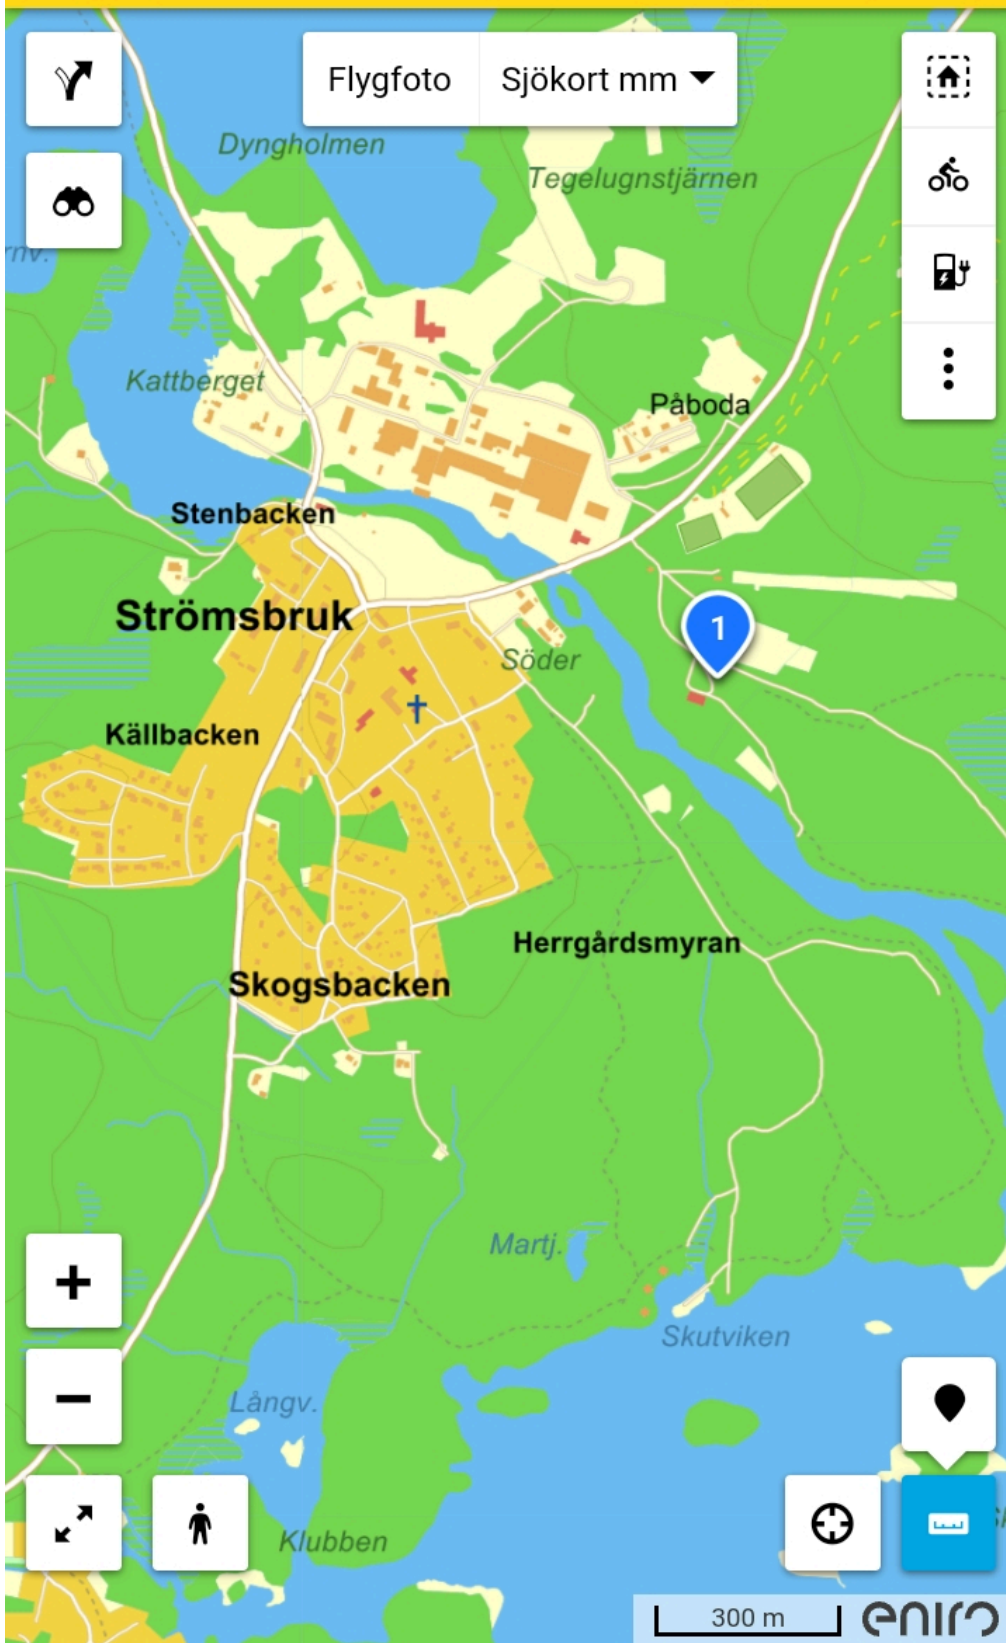 Flygfoto
Sjökort mm
Dyngholmen
Tegelugnstjärnen
Kattberget
Påboda
Stenbacken
Strömsbruk
1
Söder
Källbacken
Herrgårdsmyran
Skogsbacken
Martj.
Skutviken
Långv.
Klubben
300 m
eniro